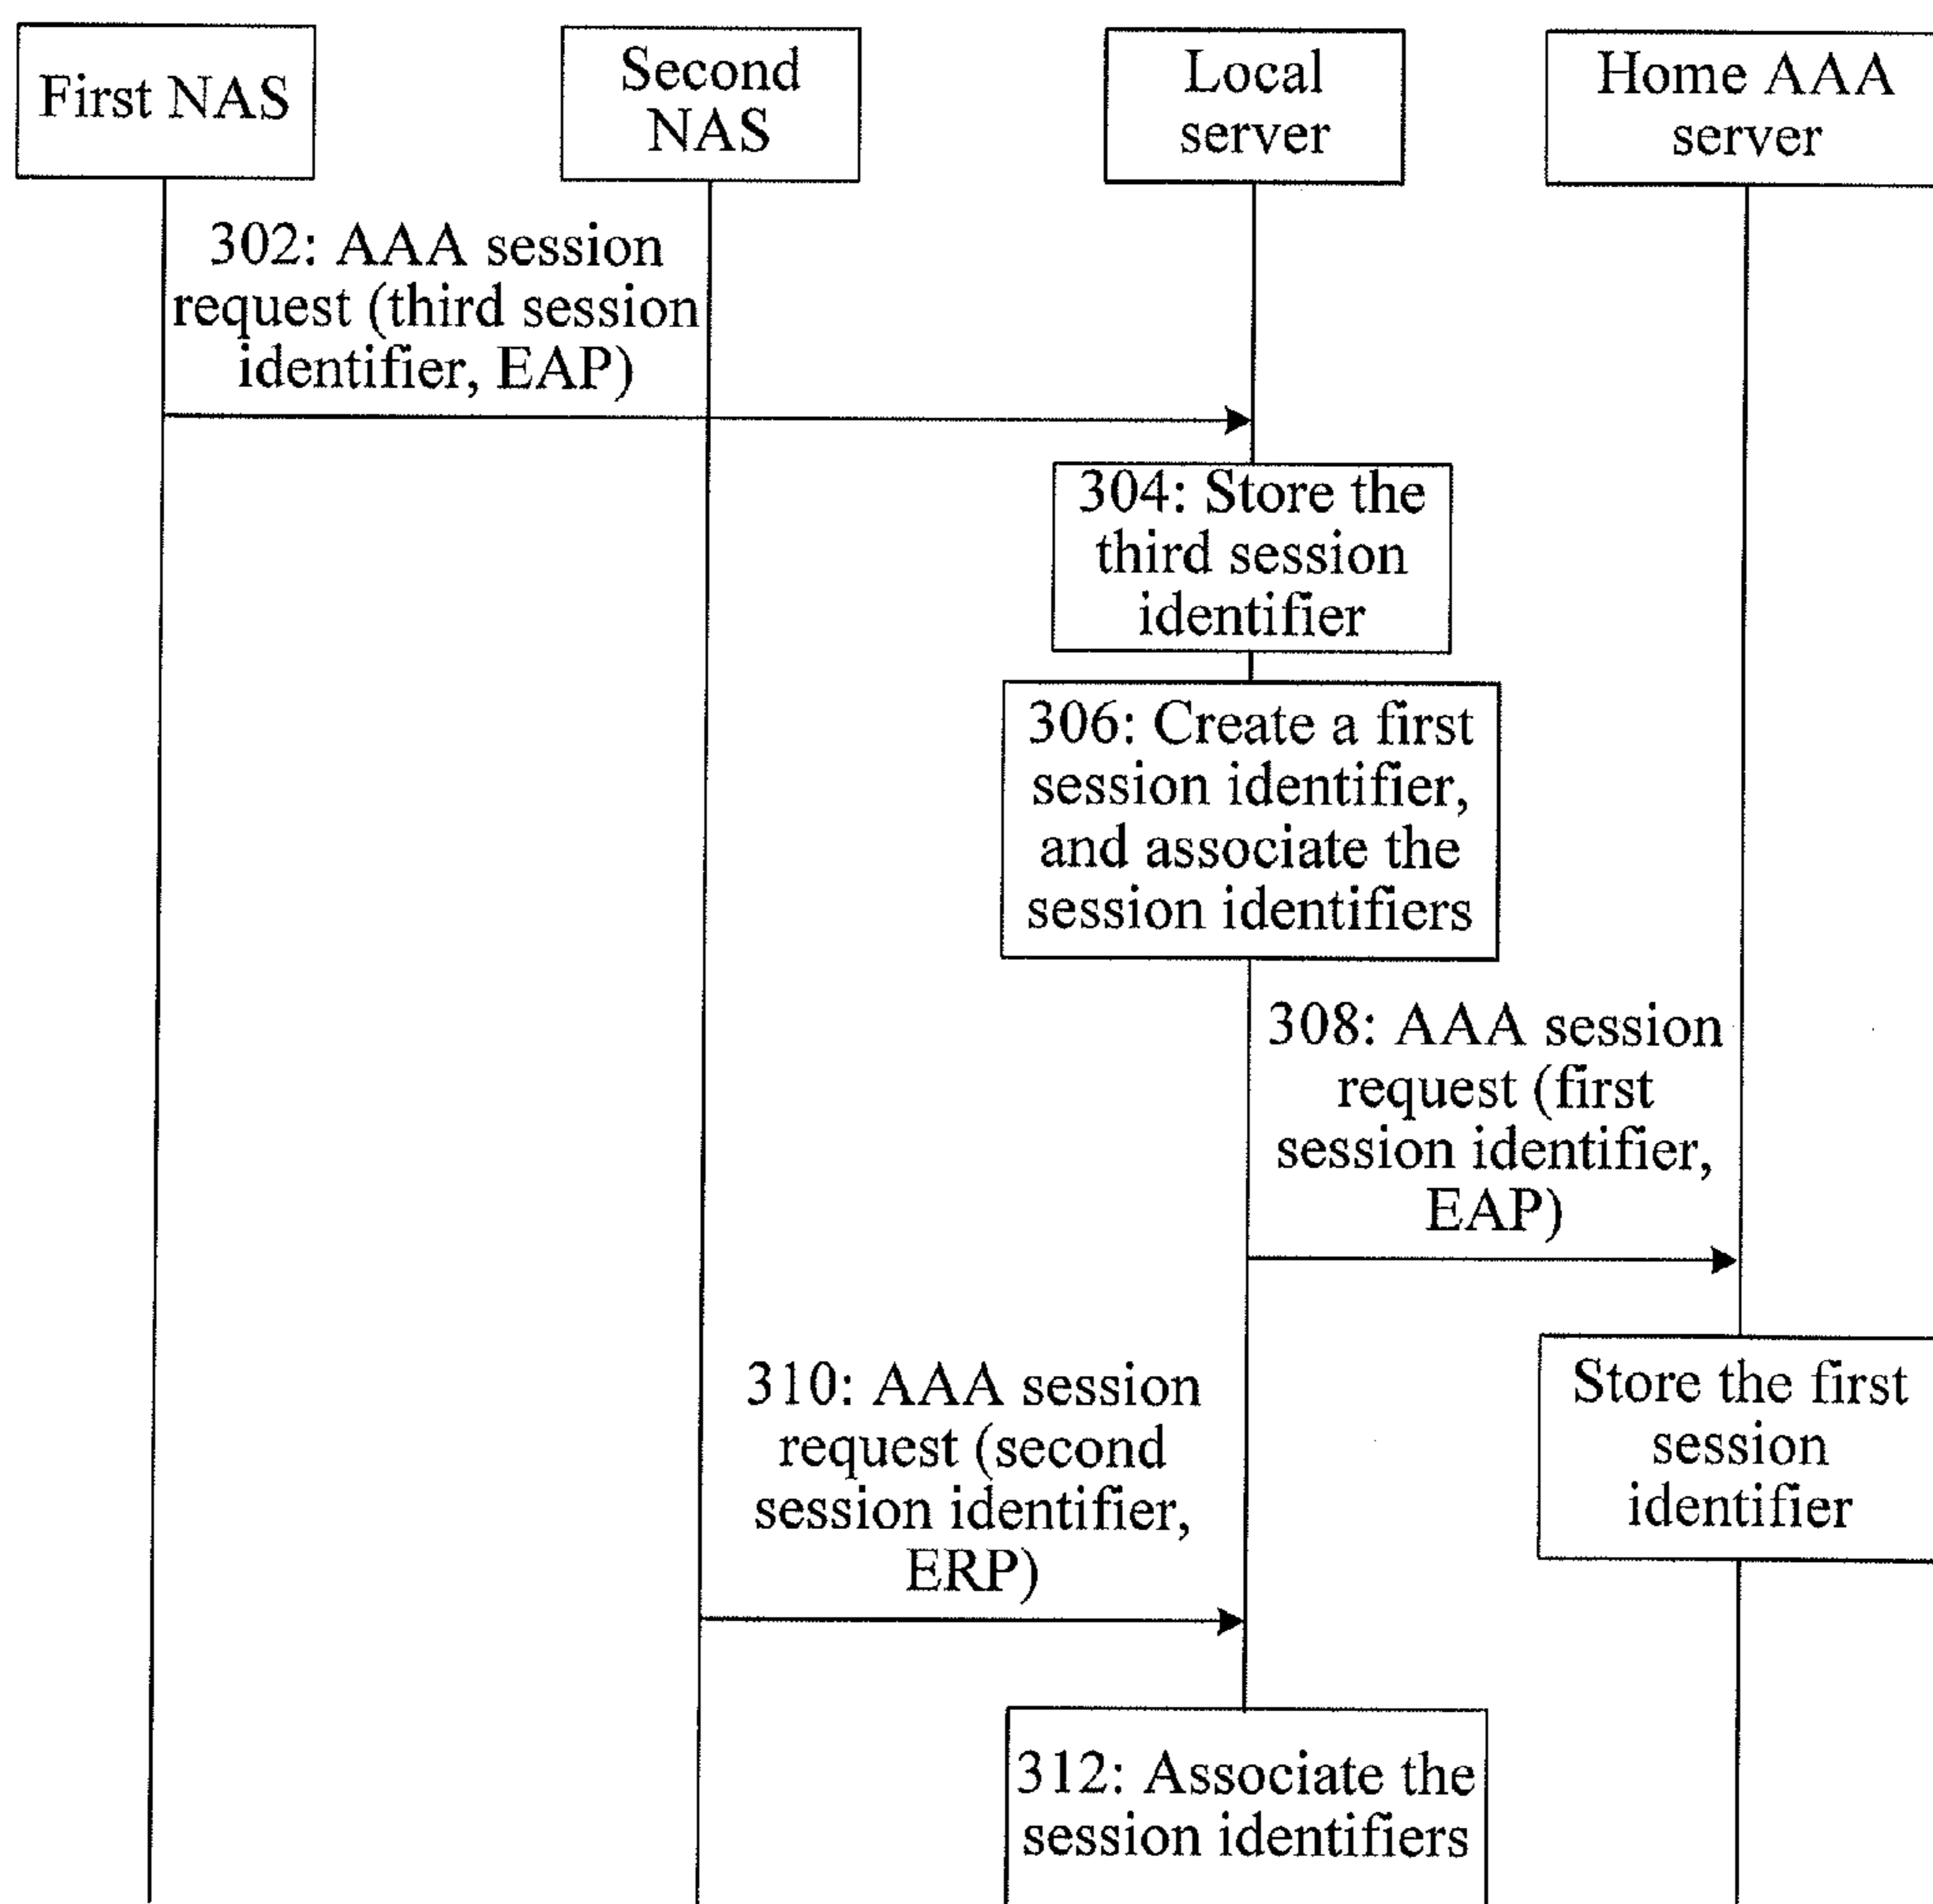 First NAS
Second
NAS
Local
server
Home AAA
server
302: AAA session
request (third session
identifier, EAP)
304: Store the
third session
identifier
306: Create a first
session identifier,
and associate the
session identifiers
308: AAA session
request (first
session identifier,
EAP)
310: AAA session
request (second
session identifier,
ERP)
Store the first
session
identifier
312: Associate the
session identifiers